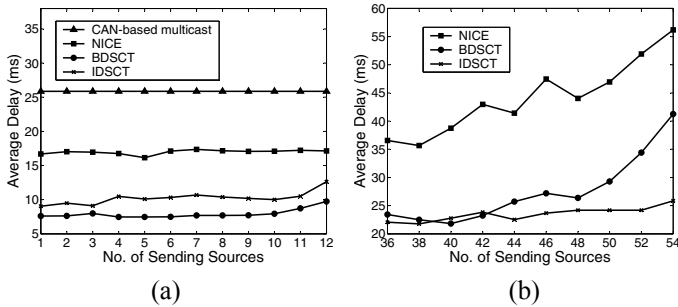 CAN-based multicast
NICE
BDSCT
IDSCT
Average Delay (ms)
35
30
25
20
15
10
5
1 2 3 4 5 6 7 8 9 10 11 12
No. of Sending Sources
(a)
NICE
BDSCT
IDSCT
Average Delay (ms)
60
55
50
45
40
35
30
25
20
36 38 40 42 44 46 48 50 52 54
No. of Sending Sources
(b)